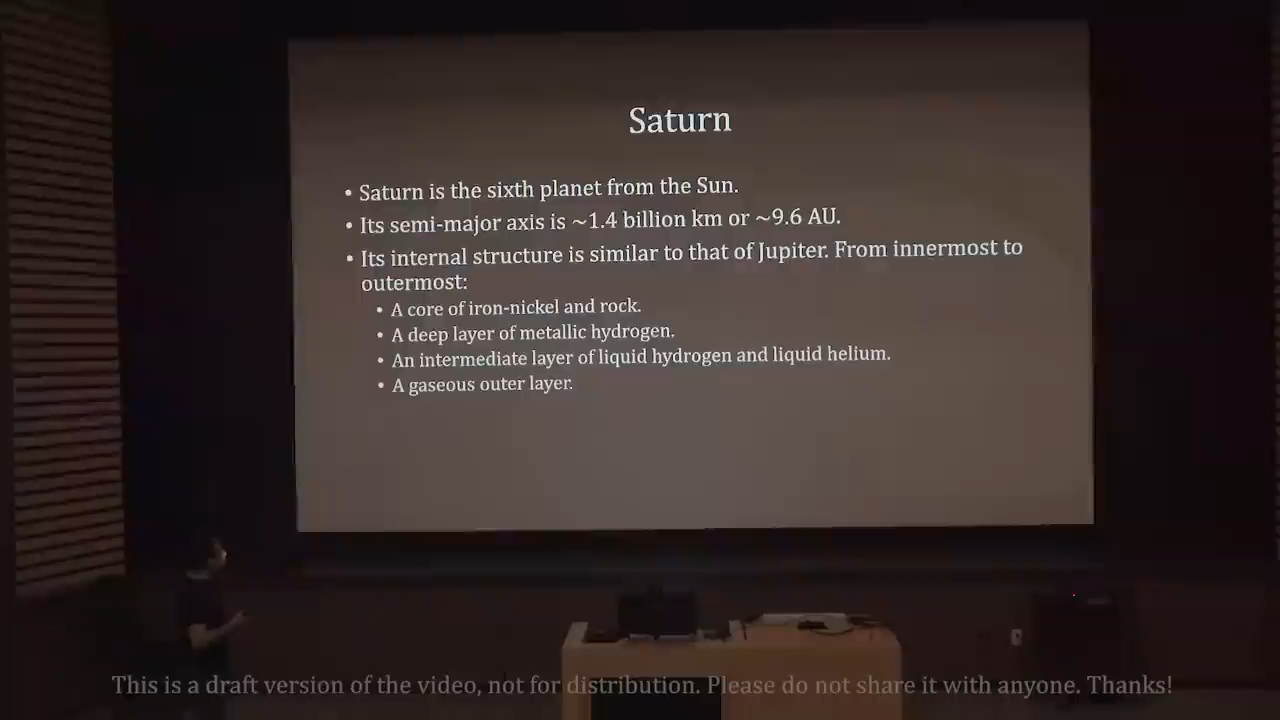 Saturn
• Saturn is the sixth planet from the Sun.
• Its semi-major axis is ~1.4 billion km or ~9.6 AU.
• Its internal structure is similar to that of Jupiter. From innermost to
outermost:
• A core of iron-nickel and rock.
• A deep layer of metallic hydrogen.
• An intermediate layer of liquid hydrogen and liquid helium.
• A gaseous outer layer.
This is a draft version of the video, not for distribution. Please do not share it with anyone. Thanks!